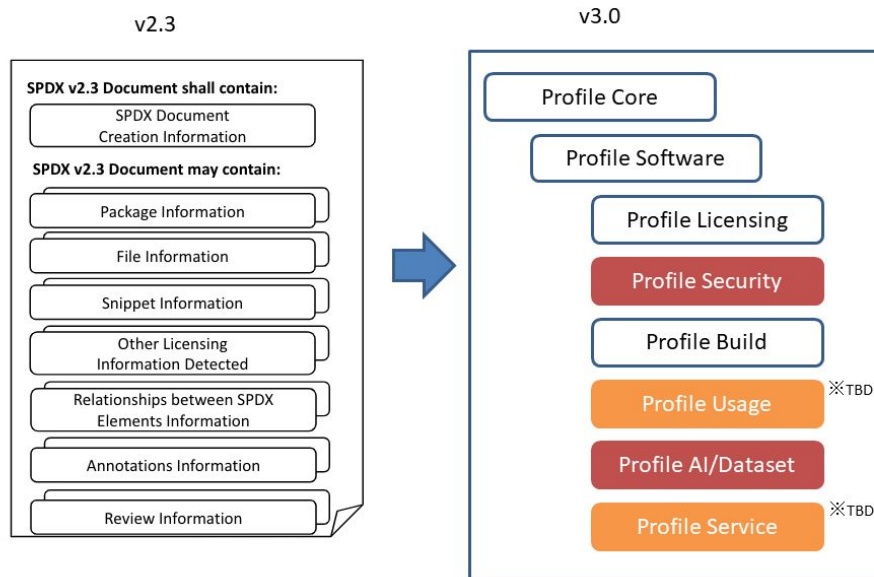 v2.3
SPDX v2.3 Document shall contain:
SPDX Document
Creation Information
SPDX v2.3 Document may contain:
Package Information
File Information
Snippet Information
Other Licensing
Information Detected
Relationships between SPDX
Elements Information
Annotations Information
Review Information
v3.0
Profile Core
Profile Software
Profile Licensing
Profile Security
Profile Build
Profile Usage ※TBD
Profile AI/Dataset
Profile Service ※TBD